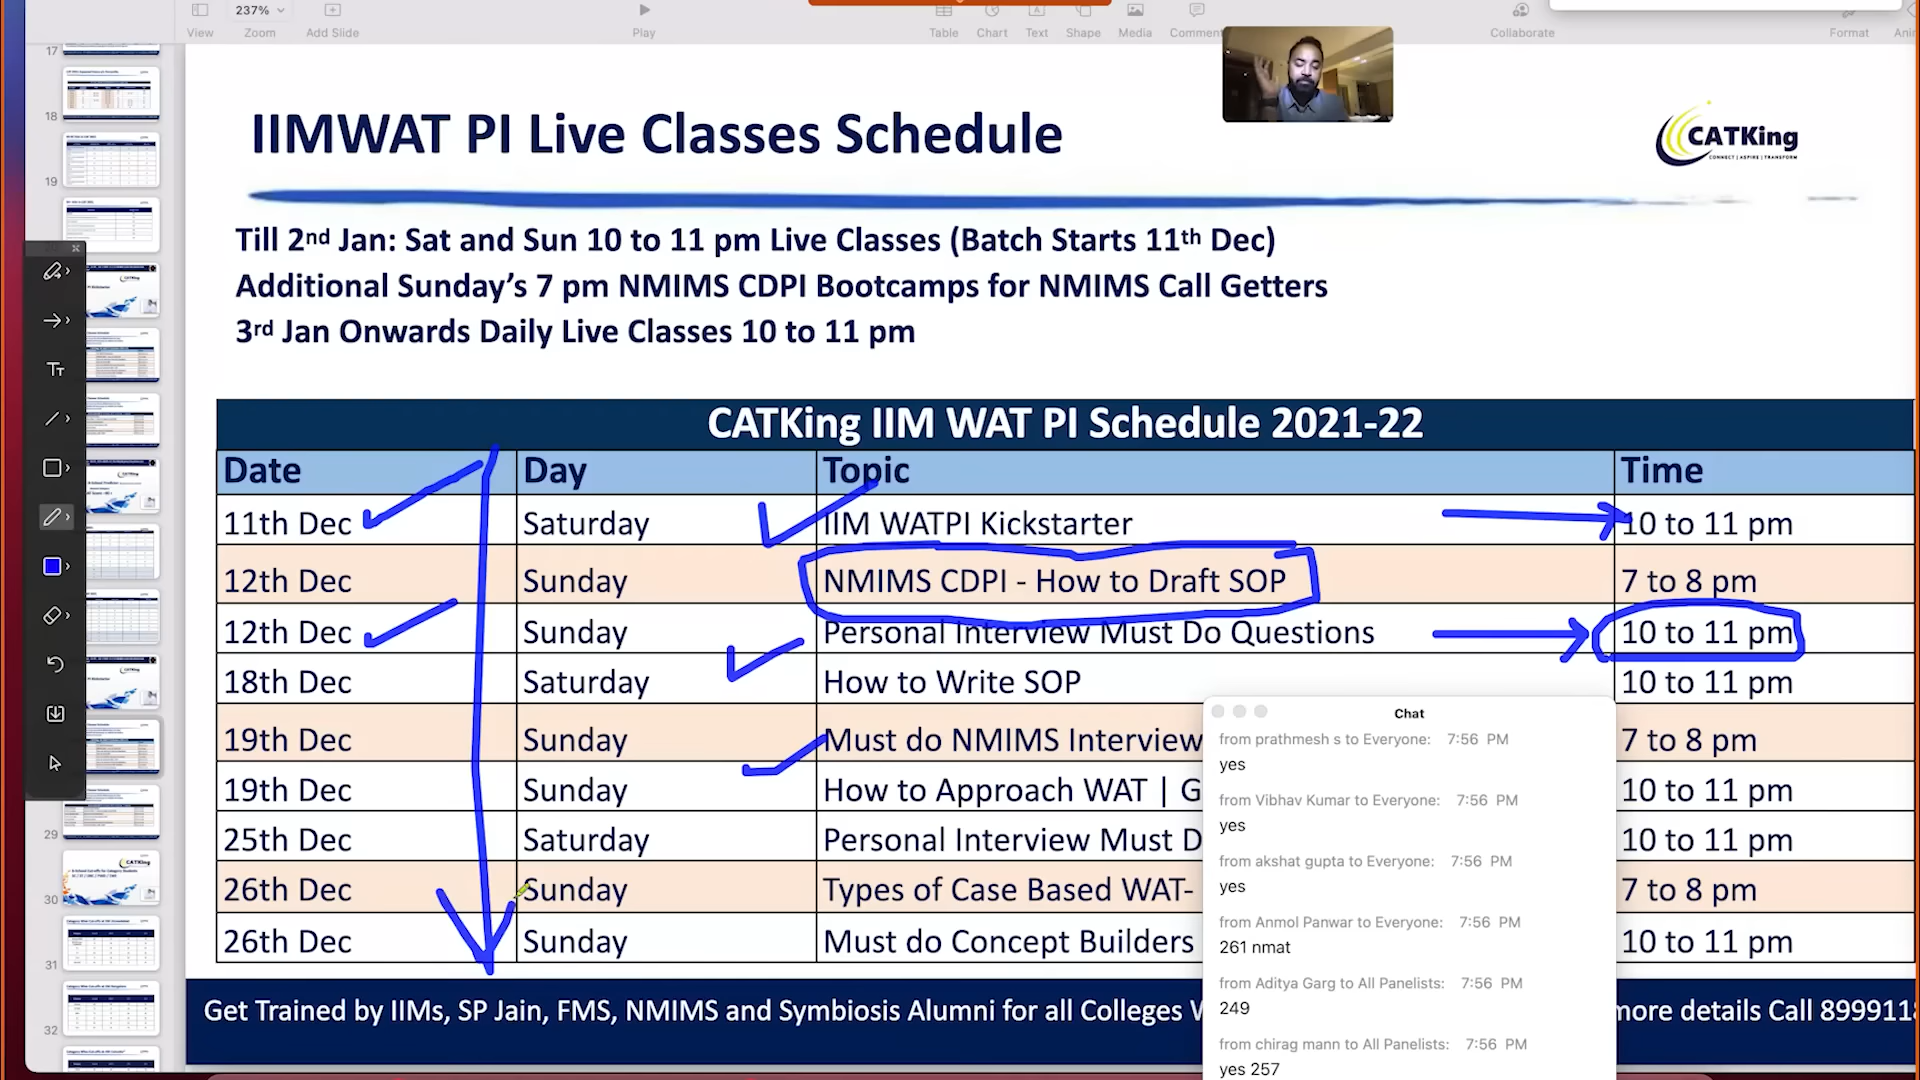 237%
View
Zoom
Add Slide
Play
Table
Chart
Text
Shape
Media
Comment
Collaborate
Format
IIMWAT PI Live Classes Schedule
CATKing
CONNECT | ASPIRE | TRANSFORM
Till 2nd Jan: Sat and Sun 10 to 11 pm Live Classes (Batch Starts 11th Dec)
Additional Sunday's 7 pm NMIMS CDPI Bootcamps for NMIMS Call Getters
3rd Jan Onwards Daily Live Classes 10 to 11 pm
CATKing IIM WAT PI Schedule 2021-22
Date Day Topic Time
11th Dec Saturday IIM WATPI Kickstarter 10 to 11 pm
12th Dec Sunday NMIMS CDPI - How to Draft SOP 7 to 8 pm
12th Dec Sunday Personal Interview Must Do Questions 10 to 11 pm
18th Dec Saturday How to Write SOP 10 to 11 pm
19th Dec Sunday Must do NMIMS Interview 7 to 8 pm
19th Dec Sunday How to Approach WAT | G 10 to 11 pm
25th Dec Saturday Personal Interview Must D 10 to 11 pm
26th Dec Sunday Types of Case Based WAT- 7 to 8 pm
26th Dec Sunday Must do Concept Builders 10 to 11 pm
Get Trained by IIMs, SP Jain, FMS, NMIMS and Symbiosis Alumni for all Colleges W more details Call 899911
Chat
from prathmesh s to Everyone: 7:56 PM
yes
from Vibhav Kumar to Everyone: 7:56 PM
yes
from akshat gupta to Everyone: 7:56 PM
yes
from Anmol Panwar to Everyone: 7:56 PM
261 nmat
from Aditya Garg to All Panelists: 7:56 PM
249
from chirag mann to All Panelists: 7:56 PM
yes 257
17
18
19
29
30
31
32